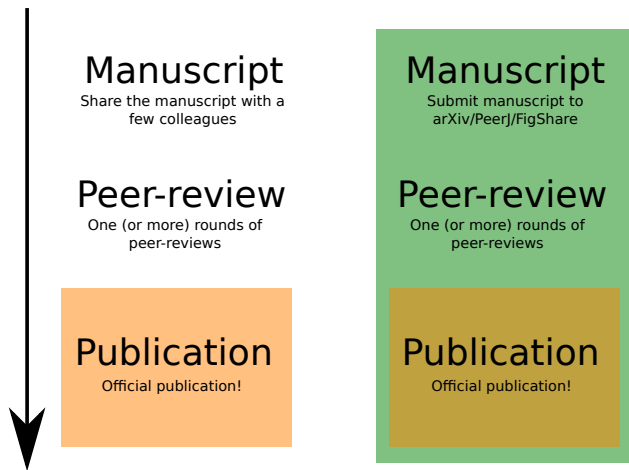 Manuscript
Share the manuscript with a
few colleagues
Peer-review
One (or more) rounds of
peer-reviews
Publication
Official publication!
Manuscript
Submit manuscript to
arXiv/PeerJ/FigShare
Peer-review
One (or more) rounds of
peer-reviews
Publication
Official publication!